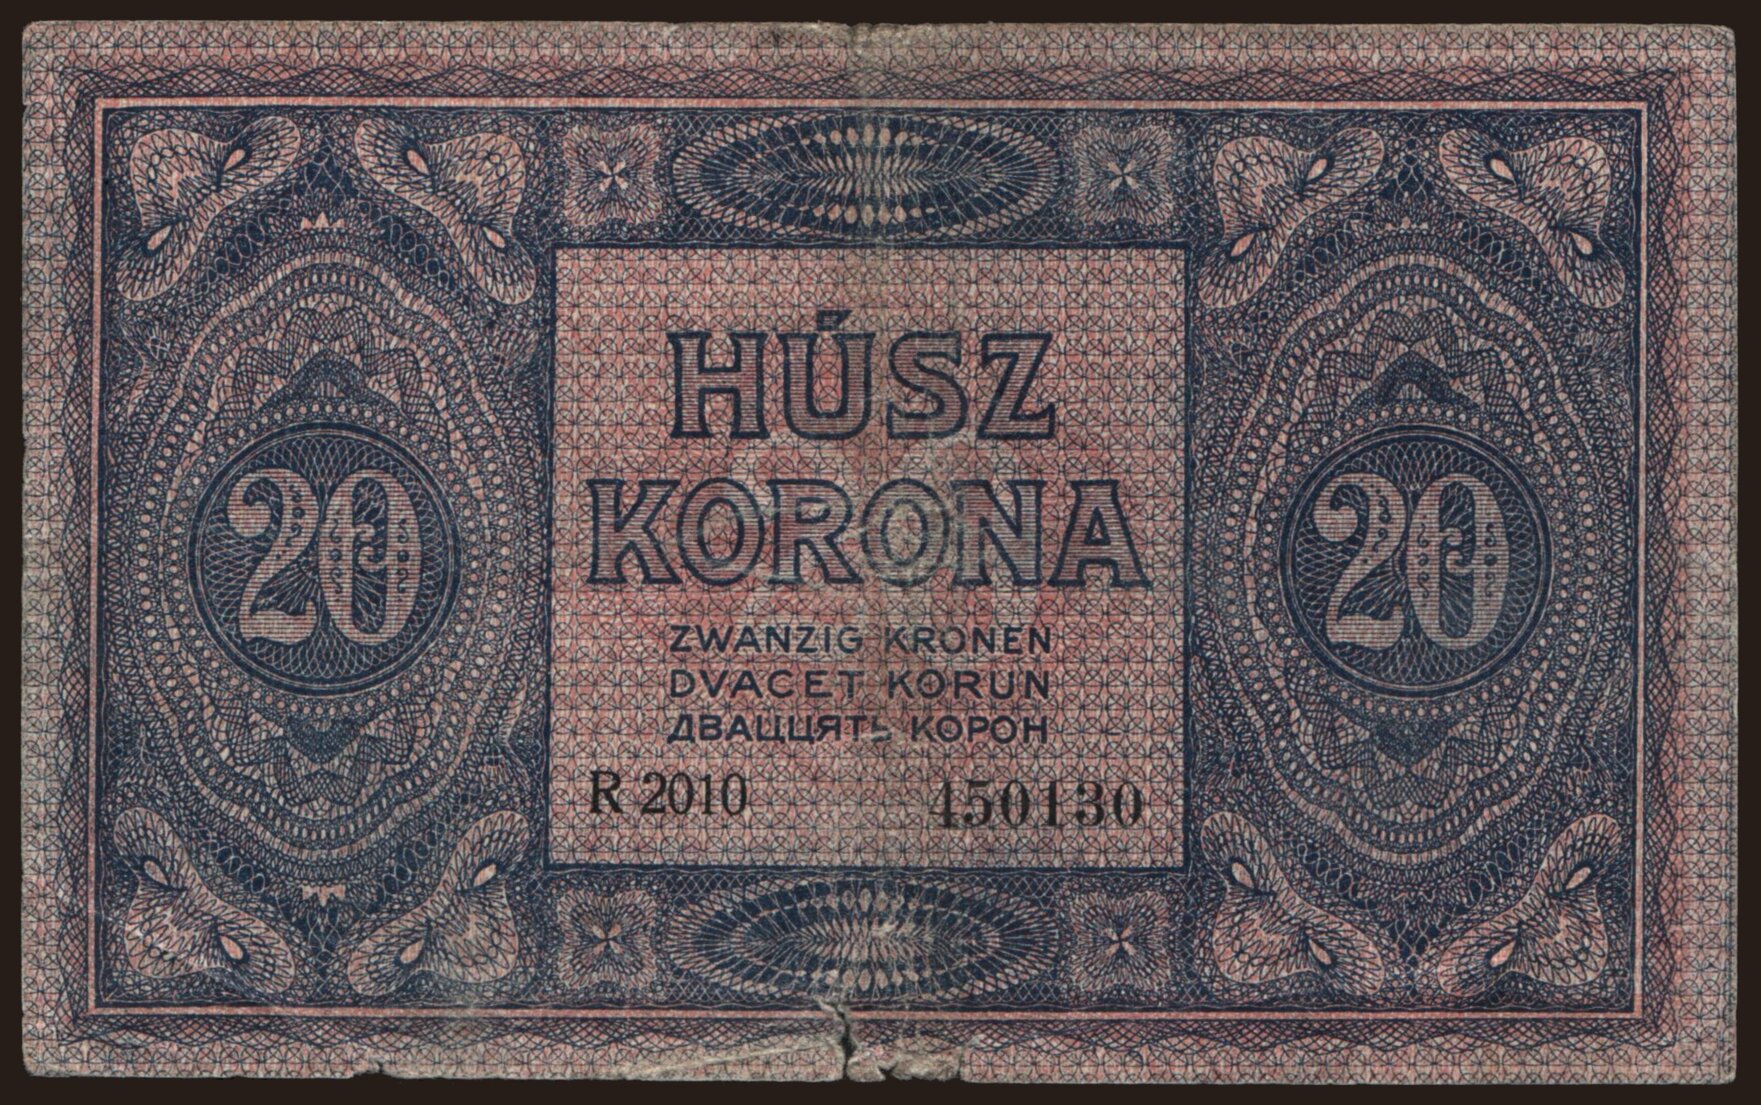 HÚSZ
KORONA
20 20
ZWANZIG KRONEN
DVACET KORUN
ДВАЦЦЯТЬ КОРОН
R 2010 450130